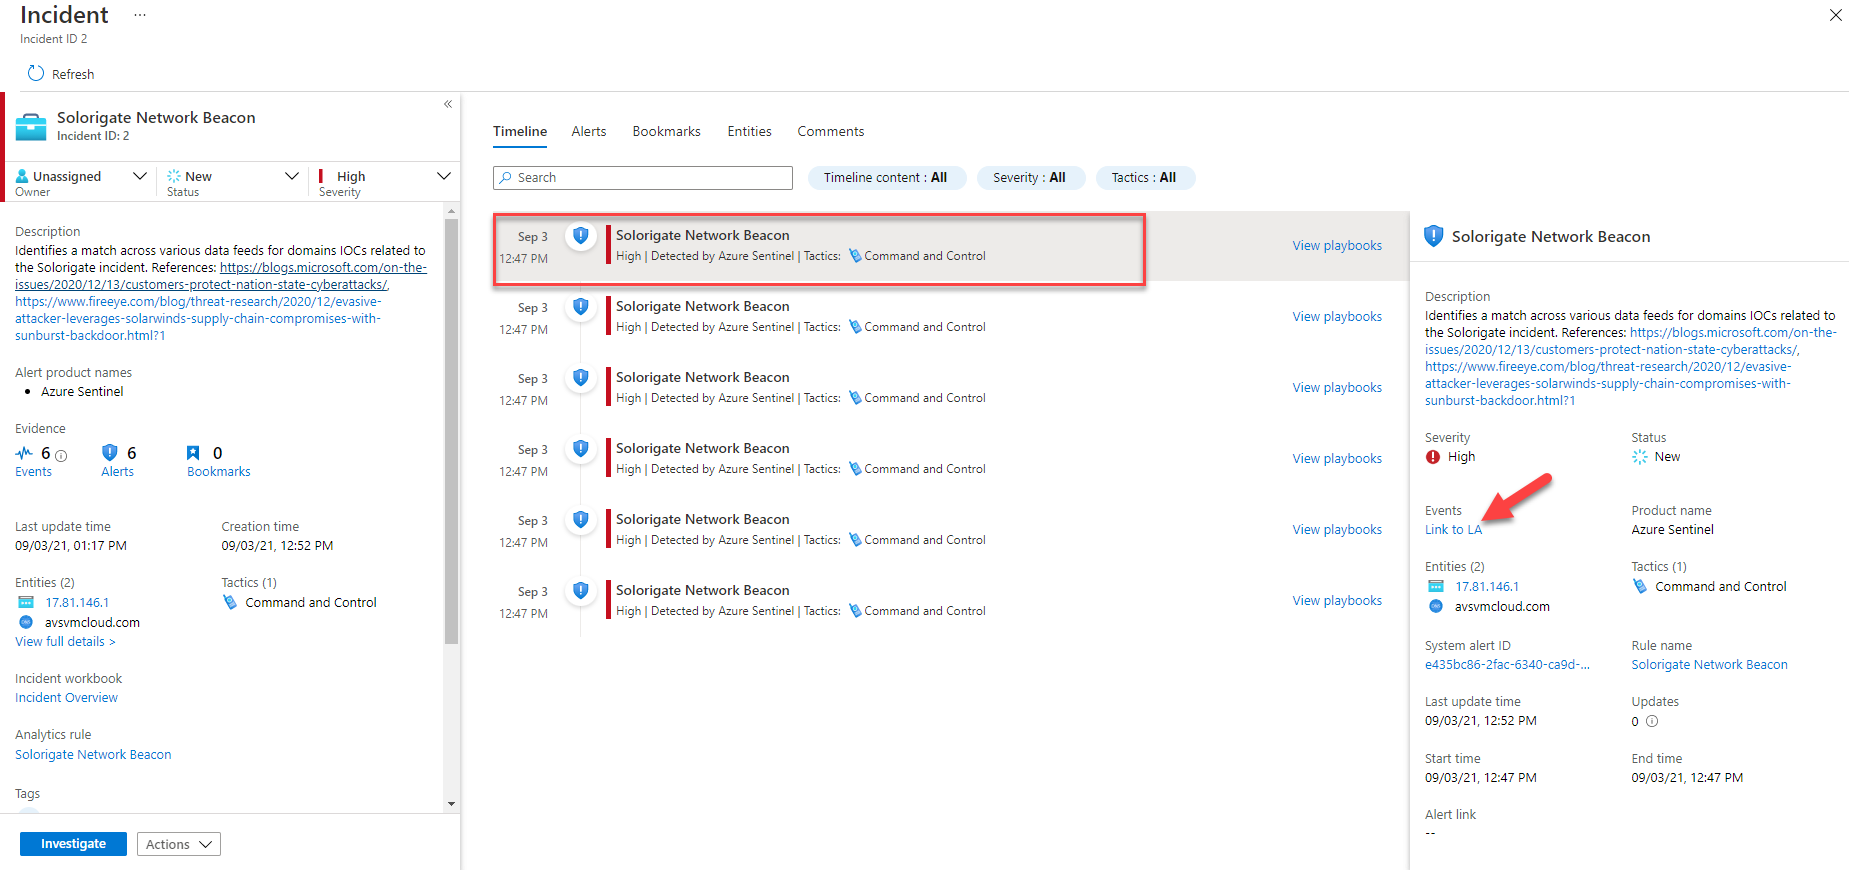 Incident ...
Incident ID 2
Refresh
Solorigate Network Beacon
Incident ID: 2
Unassigned
Owner
New
Status
High
Severity
Description
Identifies a match across various data feeds for domains IOCs related to
the Solorigate incident. References: https://blogs.microsoft.com/on-the-
issues/2020/12/13/customers-protect-nation-state-cyberattacks/,
https://www.fireeye.com/blog/threat-research/2020/12/evasive-
attacker-leverages-solarwinds-supply-chain-compromises-with-
sunburst-backdoor.html?1
Alert product names
• Azure Sentinel
Evidence
6
Events
6
Alerts
0
Bookmarks
Last update time
09/03/21, 01:17 PM
Creation time
09/03/21, 12:52 PM
Entities (2)
17.81.146.1
avsvmcloud.com
View full details >
Tactics (1)
Command and Control
Incident workbook
Incident Overview
Analytics rule
Solorigate Network Beacon
Tags
Investigate
Actions
Timeline Alerts Bookmarks Entities Comments
Search
Timeline content : All
Severity : All
Tactics : All
Sep 3
12:47 PM
Solorigate Network Beacon
High | Detected by Azure Sentinel | Tactics: Command and Control
View playbooks
Sep 3
12:47 PM
Solorigate Network Beacon
High | Detected by Azure Sentinel | Tactics: Command and Control
View playbooks
Sep 3
12:47 PM
Solorigate Network Beacon
High | Detected by Azure Sentinel | Tactics: Command and Control
View playbooks
Sep 3
12:47 PM
Solorigate Network Beacon
High | Detected by Azure Sentinel | Tactics: Command and Control
View playbooks
Sep 3
12:47 PM
Solorigate Network Beacon
High | Detected by Azure Sentinel | Tactics: Command and Control
View playbooks
Sep 3
12:47 PM
Solorigate Network Beacon
High | Detected by Azure Sentinel | Tactics: Command and Control
View playbooks
Solorigate Network Beacon
Description
Identifies a match across various data feeds for domains IOCs related to
the Solorigate incident. References: https://blogs.microsoft.com/on-the-
issues/2020/12/13/customers-protect-nation-state-cyberattacks/,
https://www.fireeye.com/blog/threat-research/2020/12/evasive-
attacker-leverages-solarwinds-supply-chain-compromises-with-
sunburst-backdoor.html?1
Severity
High
Status
New
Events
Link to LA
Product name
Azure Sentinel
Entities (2)
17.81.146.1
avsvmcloud.com
Tactics (1)
Command and Control
System alert ID
e435bc86-2fac-6340-ca9d-...
Rule name
Solorigate Network Beacon
Last update time
09/03/21, 12:52 PM
Updates
0
Start time
09/03/21, 12:47 PM
End time
09/03/21, 12:47 PM
Alert link
--